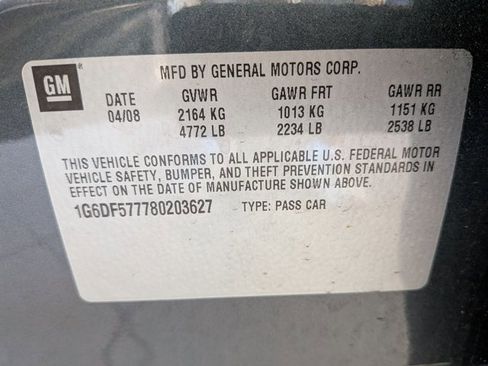 GM ®
MFD BY GENERAL MOTORS CORP.
DATE GVWR GAWR FRT GAWR RR
04/08 2164 KG 1013 KG 1151 KG
4772 LB 2234 LB 2538 LB
THIS VEHICLE CONFORMS TO ALL APPLICABLE U.S. FEDERAL MOTOR
VEHICLE SAFETY, BUMPER, AND THEFT PREVENTION STANDARDS IN
EFFECT ON THE DATE OF MANUFACTURE SHOWN ABOVE.
1G6DF577780203627 TYPE: PASS CAR